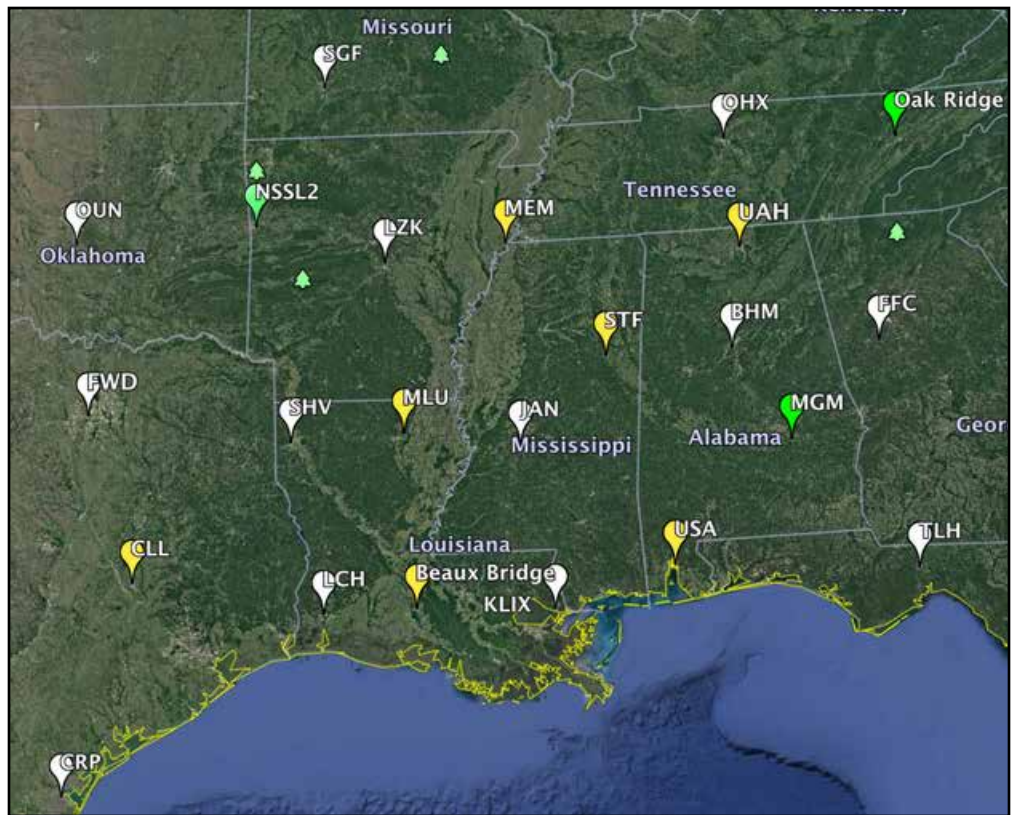 Kentucky
Missouri
SGF
OHX
Oak Ridge
NSSL2
Tennessee
OUN
LZK
MEM
UAH
Oklahoma
STF
BHM
FFC
FWD
SHV
MLU
JAN
MGM
Mississippi
Alabama
Geor
CLL
Louisiana
USA
TLH
LCH
Beaux Bridge
KLIX
CRP